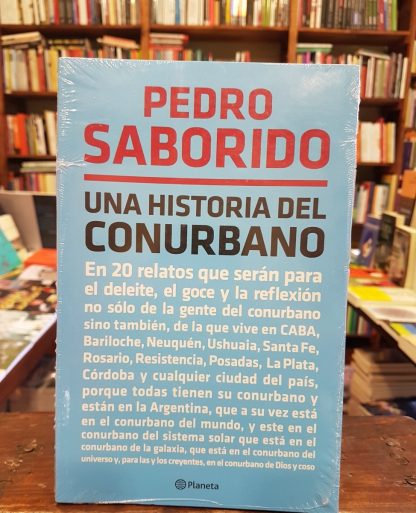 PEDRO
SABORIDO
UNA HISTORIA DEL
CONURBANO
En 20 relatos que serán para
el deleite, el goce y la reflexión
no sólo de la gente del conurbano
sino también, de la que vive en CABA,
Bariloche, Neuquén, Ushuaia, Santa Fe,
Rosario, Resistencia, Posadas, La Plata,
Córdoba y cualquier ciudad del país,
porque todas tienen su conurbano y
están en la Argentina, que a su vez está
en el conurbano del mundo, y este en el
conurbano del sistema solar que está en el
conurbano de la galaxia, que está en el conurbano del
universo y, para las y los creyentes, en el conurbano de Dios y coso
Planeta